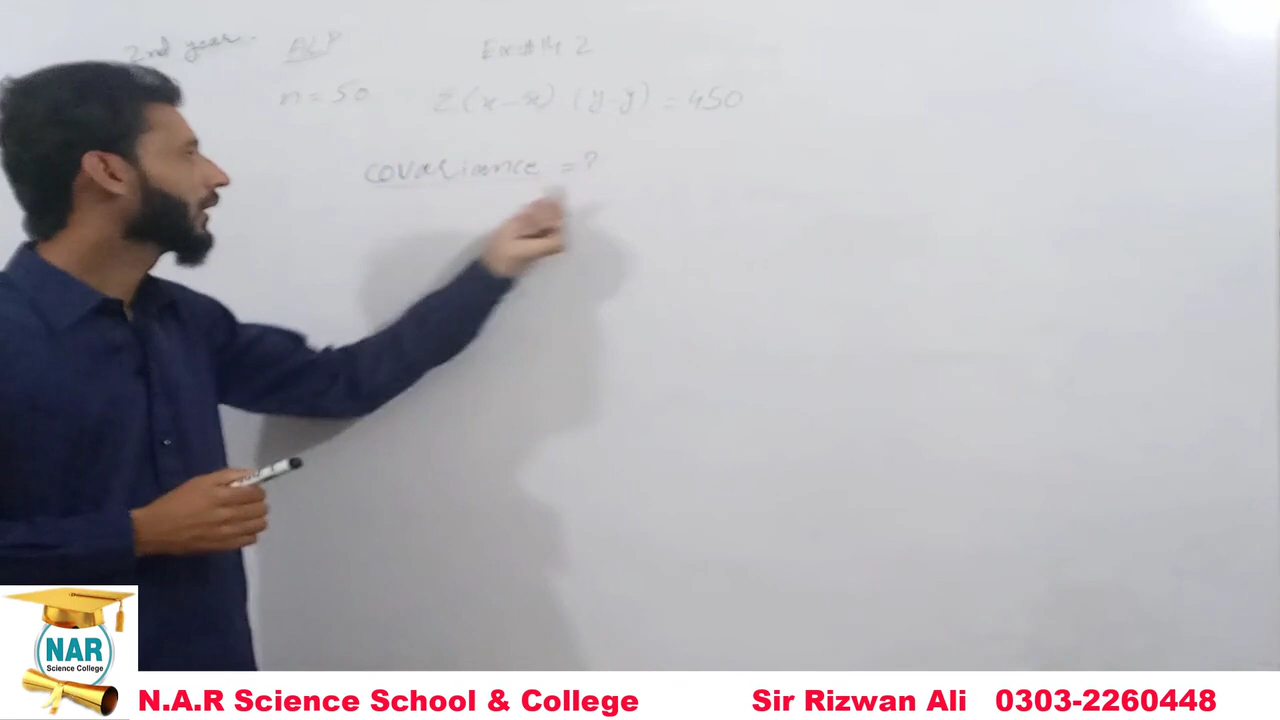 2nd year.. ALP Ex # 14 2
n = 50 Σ(x-x̄) (y-ȳ) = 450
covariance = ?
NAR
Science College
N.A.R Science School & College Sir Rizwan Ali 0303-2260448